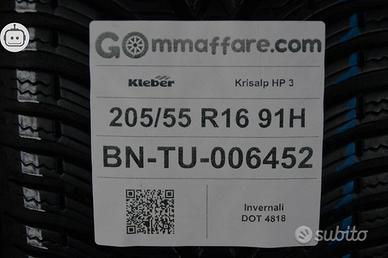 GOmmaffare.com
Kleber
Krisalp HP 3
205/55 R16 91H
BN-TU-006452
Invernali
DOT 4818
subito